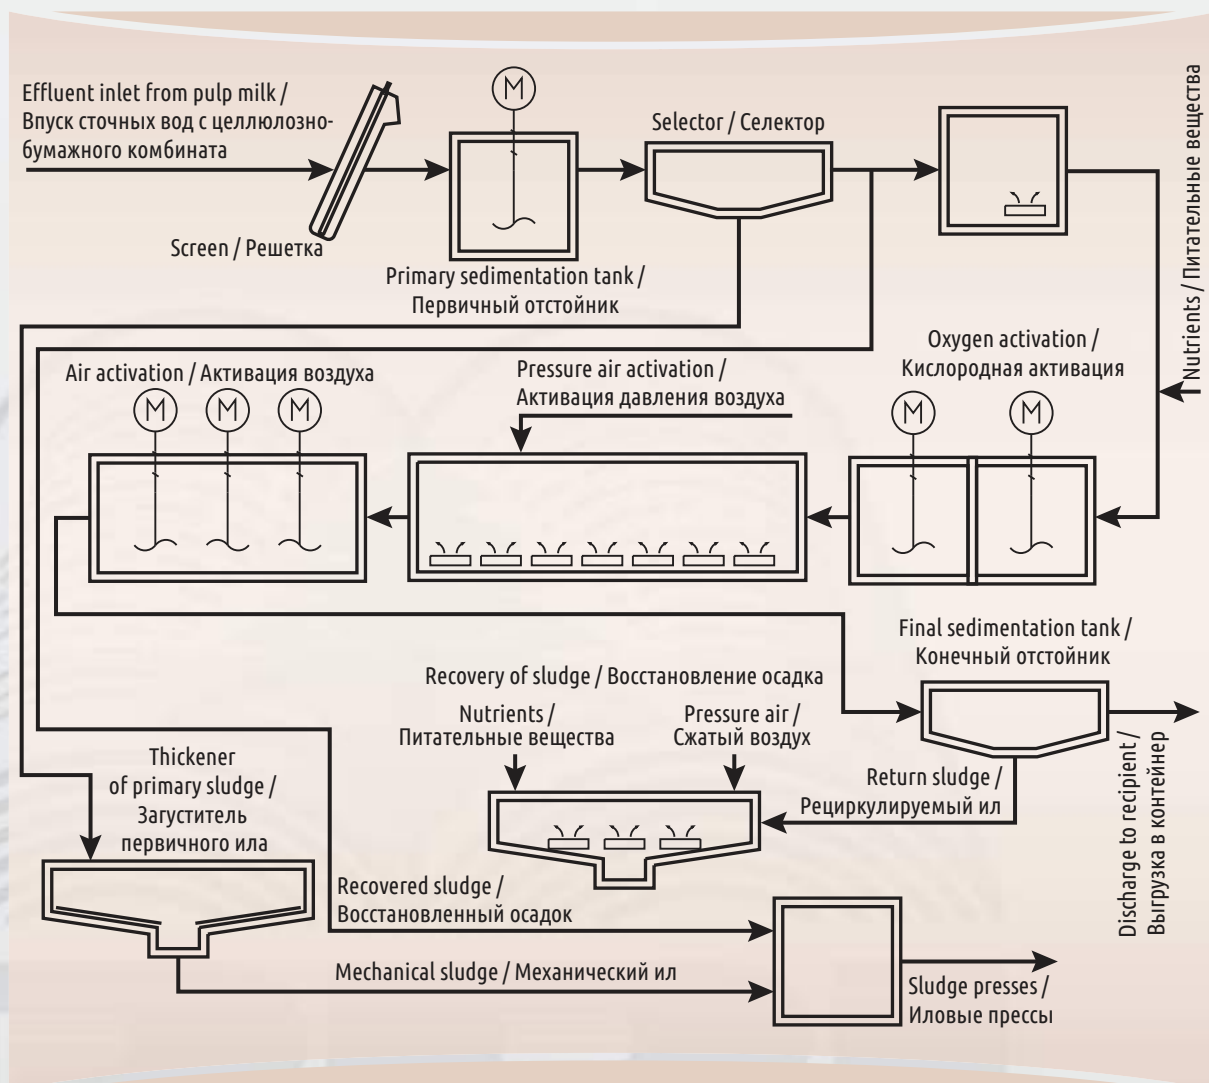 Effluent inlet from pulp milk /
Впуск сточных вод с целлюлозно-
бумажного комбината
M
Selector / Селектор
Nutrients / Питательные вещества
Screen / Решетка
Primary sedimentation tank /
Первичный отстойник
Oxygen activation /
Кислородная активация
Air activation / Активация воздуха
Pressure air activation /
Активация давления воздуха
M
M
M
M
M
Final sedimentation tank /
Конечный отстойник
Recovery of sludge / Восстановление осадка
Nutrients /
Питательные вещества
Pressure air /
Сжатый воздух
Thickener
of primary sludge /
Загуститель
первичного ила
Return sludge /
Рециркулируемый ил
Discharge to recipient /
Выгрузка в контейнер
Recovered sludge /
Восстановленный осадок
Mechanical sludge / Механический ил
Sludge presses /
Иловые прессы